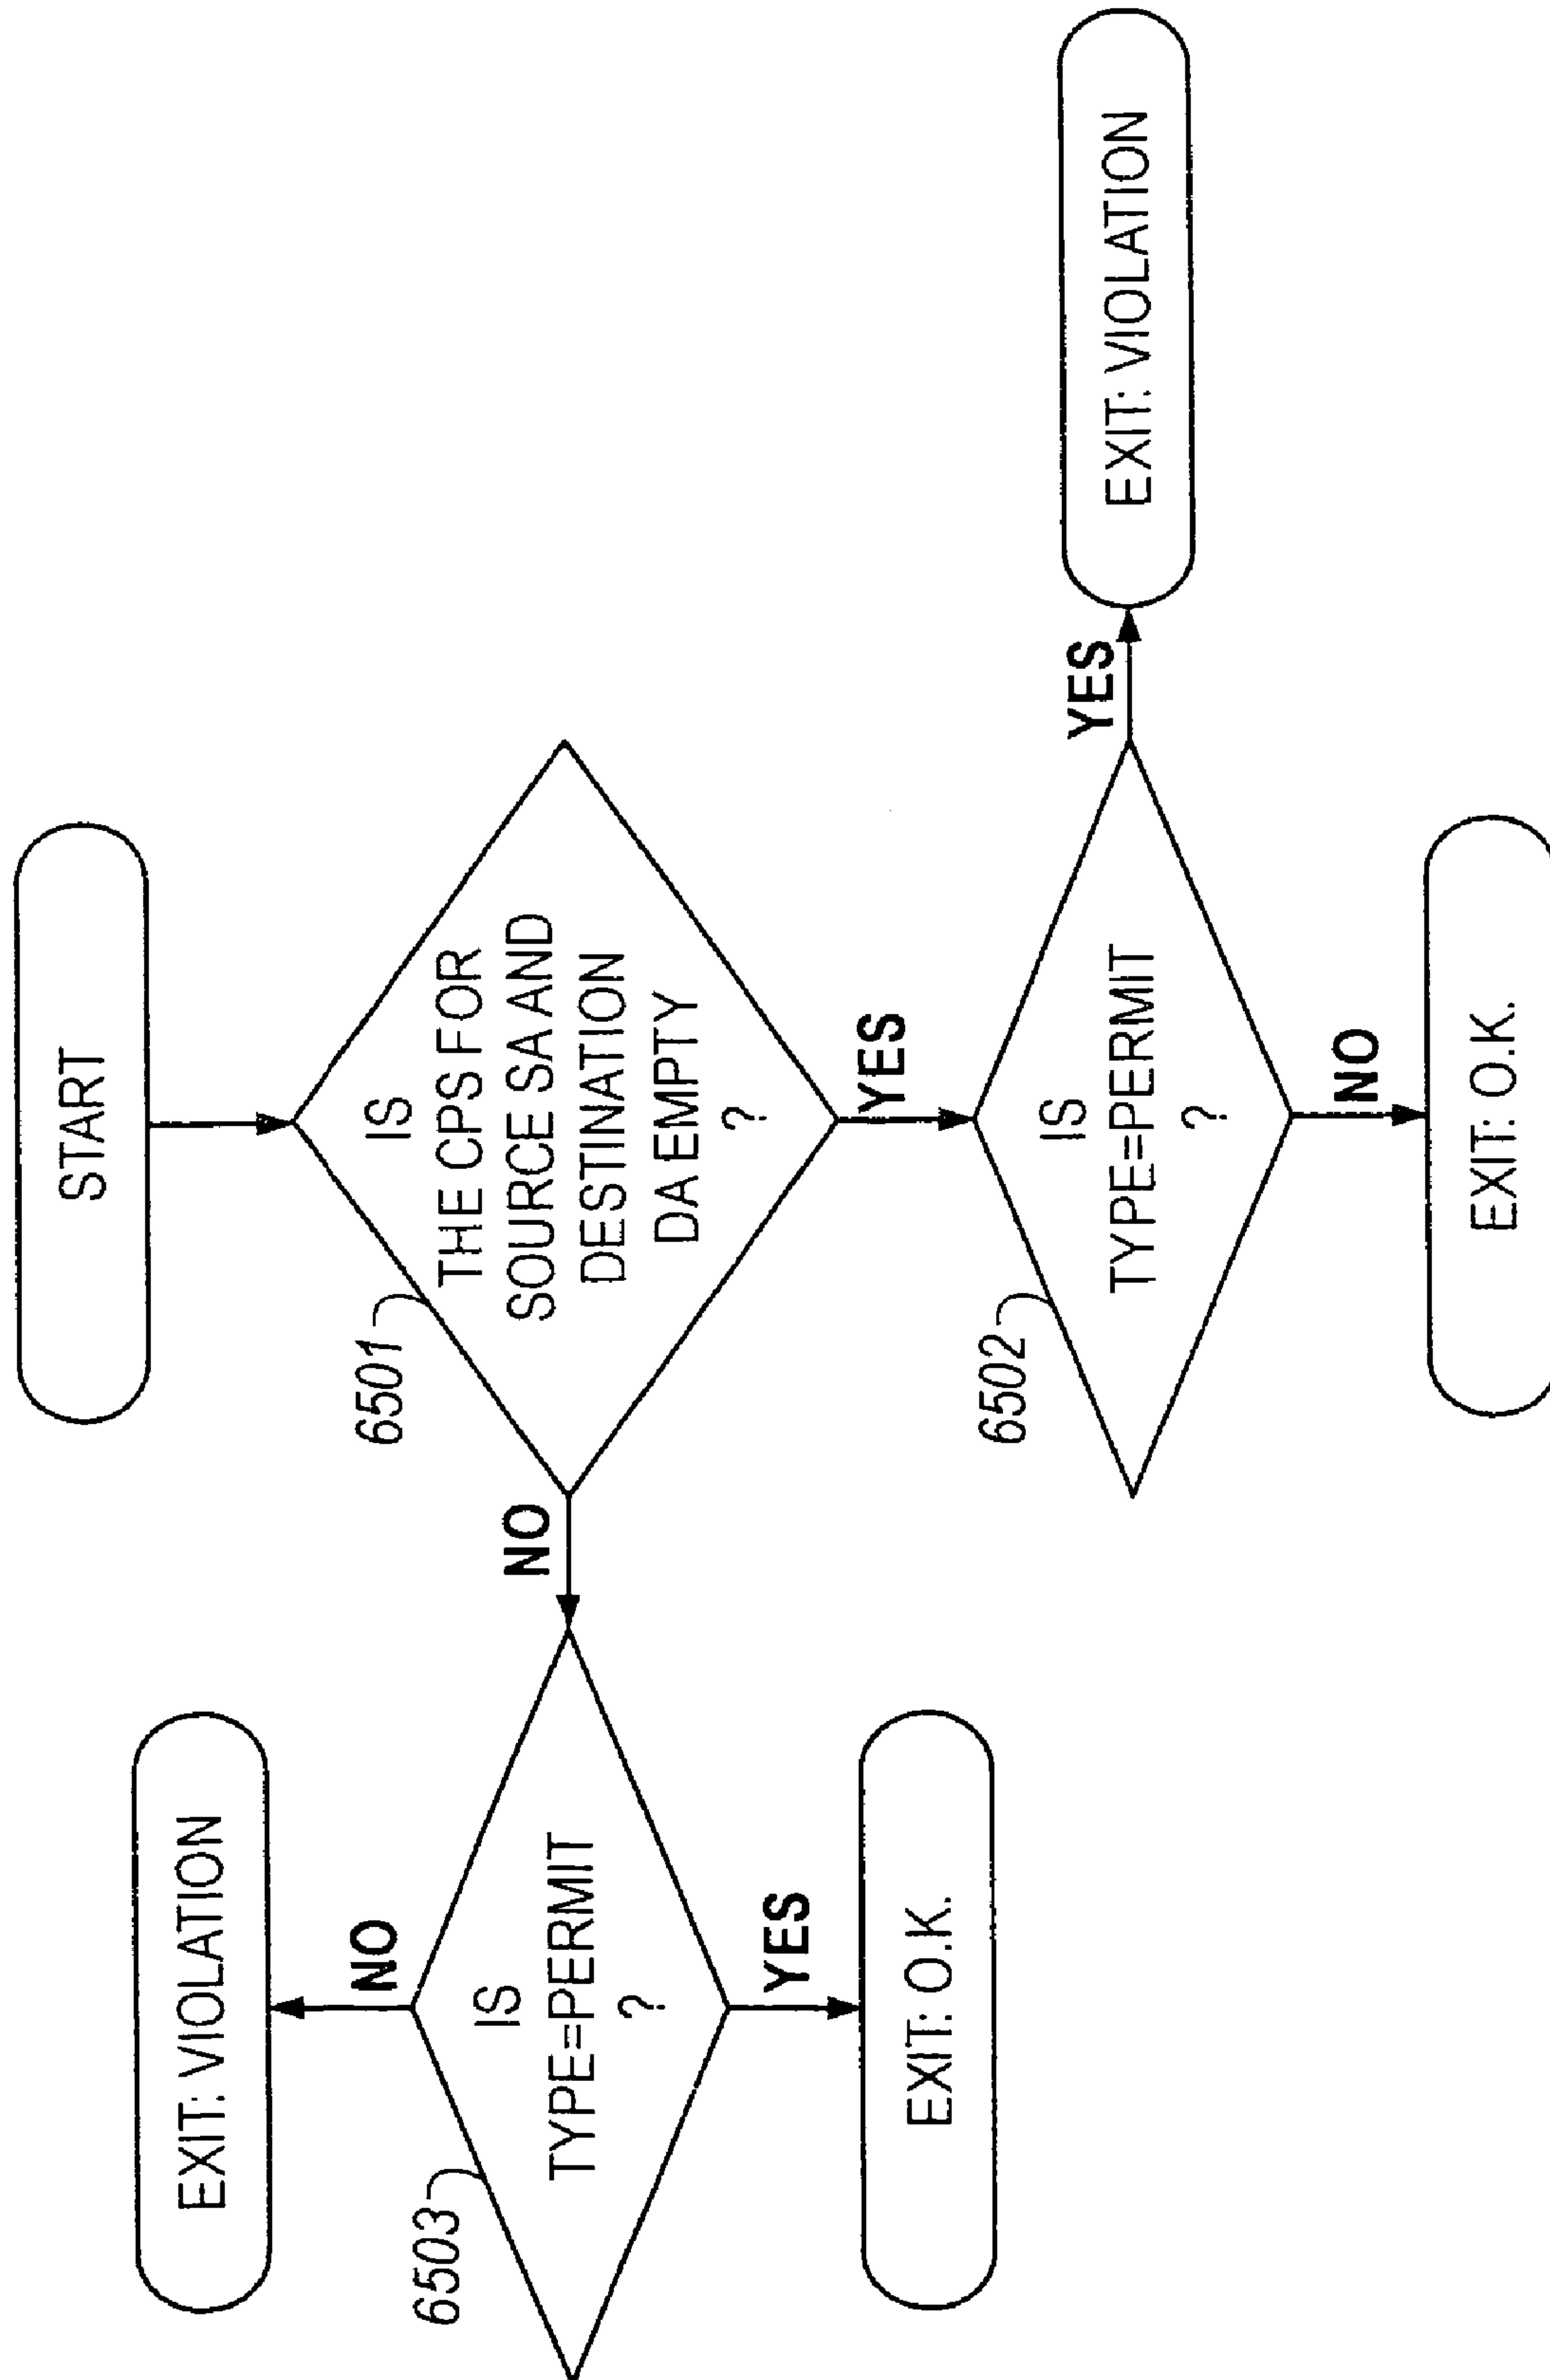 START
6501
IS
THE CPS FOR
SOURCE SA AND
DESTINATION
DA EMPTY
?
NO
YES
EXIT: VIOLATION
NO
6503
IS
TYPE=PERMIT
?
YES
EXIT: O.K.
6502
IS
TYPE=PERMIT
?
YES
EXIT: VIOLATION
NO
EXIT: O.K.